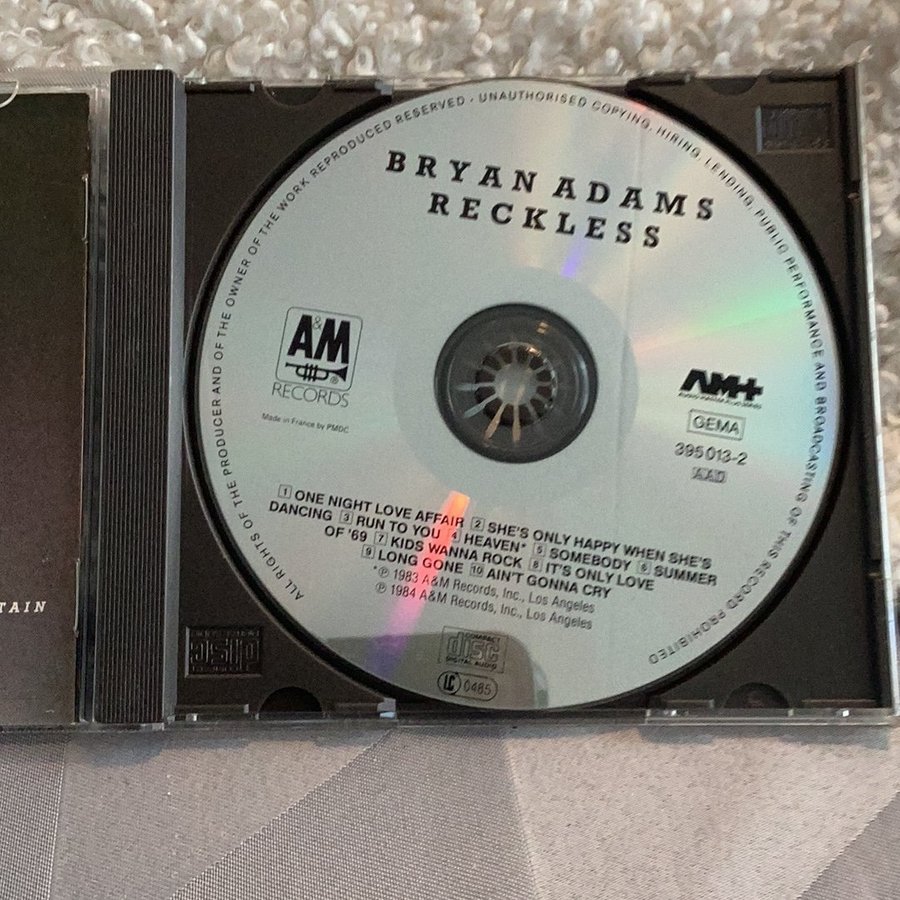 BRYAN ADAMS
RECKLESS
ALL RIGHTS OF THE PRODUCER AND OF THE OWNER OF THE WORK REPRODUCED RESERVED · UNAUTHORISED COPYING, HIRING, LENDING, PUBLIC PERFORMANCE AND BROADCASTING OF THIS RECORD PROHIBITED
A&M
®
RECORDS
Made in France by PMDC
AM+
GEMA
395 013-2
AAD
1 ONE NIGHT LOVE AFFAIR 2 SHE'S ONLY HAPPY WHEN SHE'S
DANCING 3 RUN TO YOU 4 HEAVEN* 5 SOMEBODY 6 SUMMER
OF '69 7 KIDS WANNA ROCK 8 IT'S ONLY LOVE
9 LONG GONE 10 AIN'T GONNA CRY
*℗ 1983 A&M Records, Inc., Los Angeles
℗ 1984 A&M Records, Inc., Los Angeles
COMPACT
disc
DIGITAL AUDIO
LC 0485
TAIN